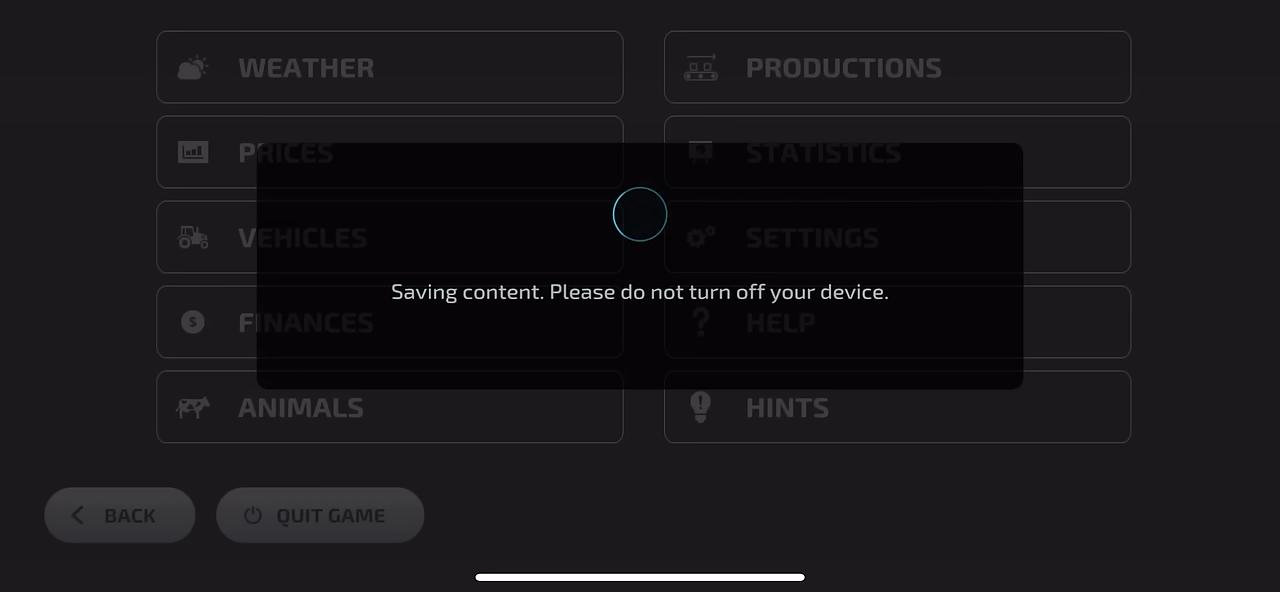 WEATHER
PRODUCTIONS
PRICES
STATISTICS
VEHICLES
SETTINGS
Saving content. Please do not turn off your device.
FINANCES
HELP
ANIMALS
HINTS
BACK
QUIT GAME